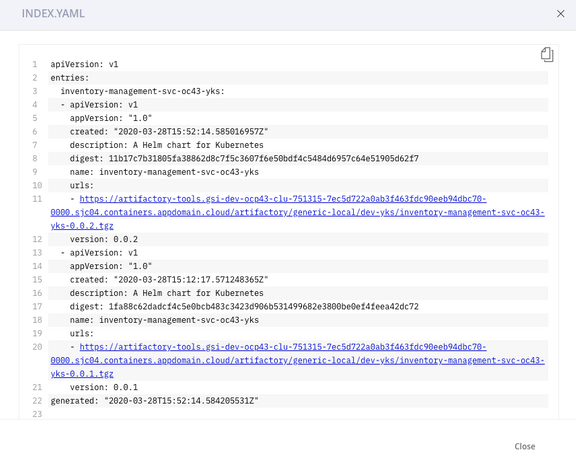 INDEX.YAML
1 apiVersion: v1
2 entries:
3 inventory-management-svc-oc43-yks:
4 - apiVersion: v1
5 appVersion: "1.0"
6 created: "2020-03-28T15:52:14.585016957Z"
7 description: A Helm chart for Kubernetes
8 digest: 11b17c7b31805fa38862d8c7f5c3607f6e50bdf4c5484d6957c64e51905d62f7
9 name: inventory-management-svc-oc43-yks
10 urls:
11 - https://artifactory-tools.gsi-dev-ocp43-clu-751315-7ec5d722a0ab3f463fdc90eeb94dbc70-
0000.sjc04.containers.appdomain.cloud/artifactory/generic-local/dev-yks/inventory-management-svc-oc43-
yks-0.0.2.tgz
12 version: 0.0.2
13 - apiVersion: v1
14 appVersion: "1.0"
15 created: "2020-03-28T15:12:17.571248365Z"
16 description: A Helm chart for Kubernetes
17 digest: 1fa88c62dadcf4c5e0bcb483c3423d906b531499682e3800be0ef4feea42dc72
18 name: inventory-management-svc-oc43-yks
19 urls:
20 - https://artifactory-tools.gsi-dev-ocp43-clu-751315-7ec5d722a0ab3f463fdc90eeb94dbc70-
0000.sjc04.containers.appdomain.cloud/artifactory/generic-local/dev-yks/inventory-management-svc-oc43-
yks-0.0.1.tgz
21 version: 0.0.1
22 generated: "2020-03-28T15:52:14.584205531Z"
23
Close